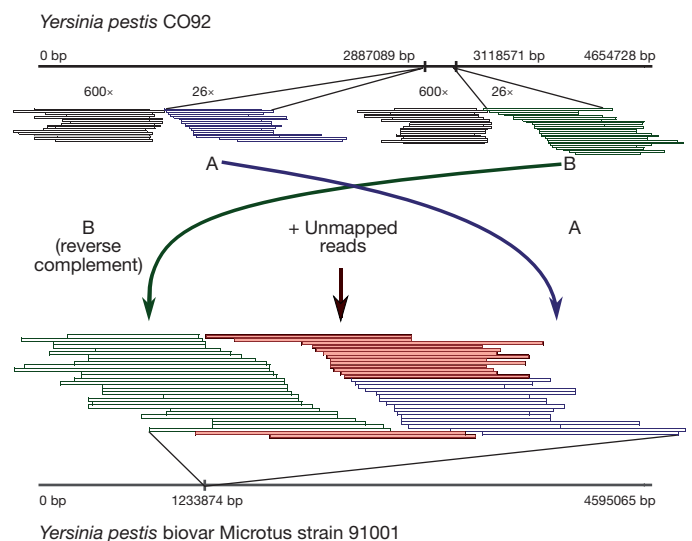 Yersinia pestis CO92
0 bp 2887089 bp 3118571 bp 4654728 bp
600× 26× 600× 26×
A B
B
(reverse
complement)
+ Unmapped
reads
A
0 bp 1233874 bp 4595065 bp
Yersinia pestis biovar Microtus strain 91001